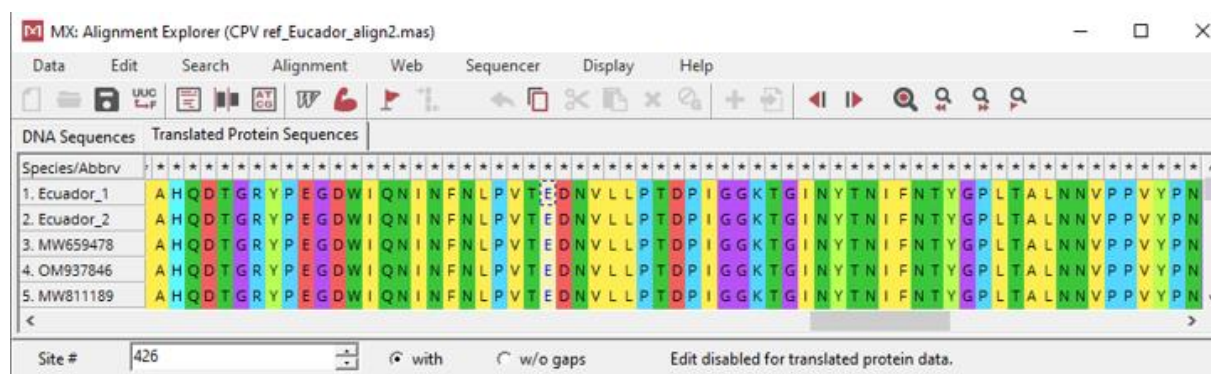 MX: Alignment Explorer (CPV ref_Eucador_align2.mas)
Data Edit Search Alignment Web Sequencer Display Help
DNA Sequences Translated Protein Sequences
Species/Abbrv * * * * * * * * * * * * * * * * * * * * * * * * * * * * * * * * * * * * * * * * * * * * * * * * * * * * * * * * * * * * * * * * *
1. Ecuador_1 A H Q D T G R Y P E G D W I Q N I N F N L P V T E D N V L L P T D P I G G K T G I N Y T N I F N T Y G P L T A L N N V P P V Y P N
2. Ecuador_2 A H Q D T G R Y P E G D W I Q N I N F N L P V T E D N V L L P T D P I G G K T G I N Y T N I F N T Y G P L T A L N N V P P V Y P N
3. MW659478 A H Q D T G R Y P E G D W I Q N I N F N L P V T E D N V L L P T D P I G G K T G I N Y T N I F N T Y G P L T A L N N V P P V Y P N
4. OM937846 A H Q D T G R Y P E G D W I Q N I N F N L P V T E D N V L L P T D P I G G K T G I N Y T N I F N T Y G P L T A L N N V P P V Y P N
5. MW811189 A H Q D T G R Y P E G D W I Q N I N F N L P V T E D N V L L P T D P I G G K T G I N Y T N I F N T Y G P L T A L N N V P P V Y P N
Site # 426 with w/o gaps Edit disabled for translated protein data.